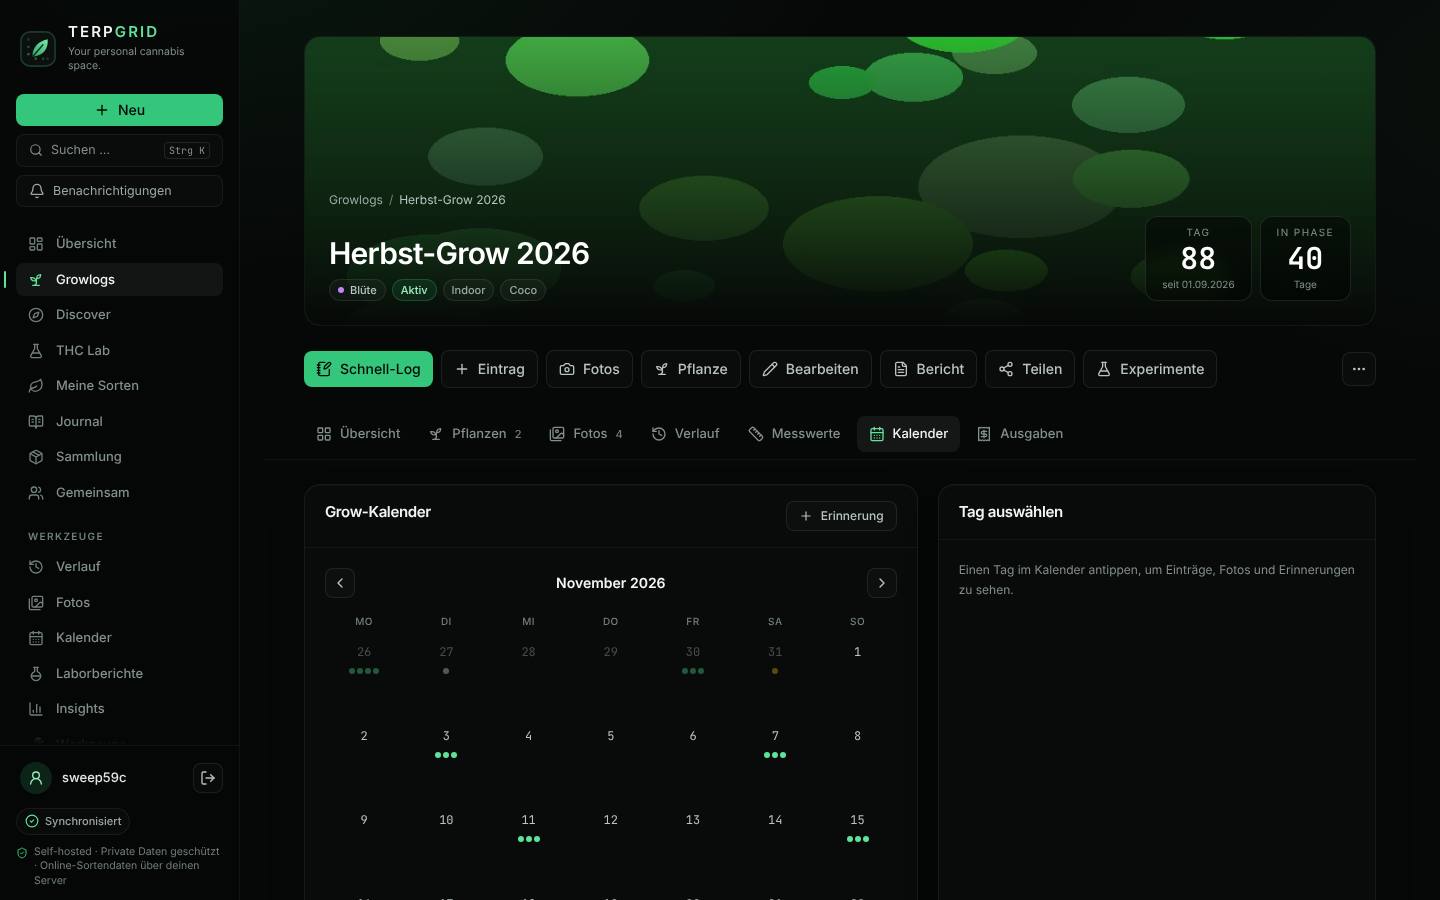 TERPGRID
Your personal cannabis
space.
Neu
Suchen ...
Strg K
Benachrichtigungen
Übersicht
Growlogs
Discover
THC Lab
Meine Sorten
Journal
Sammlung
Gemeinsam
WERKZEUGE
Verlauf
Fotos
Kalender
Laborberichte
Insights
sweep59c
Synchronisiert
Self-hosted · Private Daten geschützt
· Online-Sortendaten über deinen
Server
Growlogs / Herbst-Grow 2026
Herbst-Grow 2026
Blüte Aktiv Indoor Coco
TAG
88
seit 01.09.2026
IN PHASE
40
Tage
Schnell-Log
Eintrag
Fotos
Pflanze
Bearbeiten
Bericht
Teilen
Experimente
Übersicht
Pflanzen 2
Fotos 4
Verlauf
Messwerte
Kalender
Ausgaben
Grow-Kalender
Erinnerung
November 2026
MO DI MI DO FR SA SO
26 27 28 29 30 31 1
2 3 4 5 6 7 8
9 10 11 12 13 14 15
Tag auswählen
Einen Tag im Kalender antippen, um Einträge, Fotos und Erinnerungen
zu sehen.